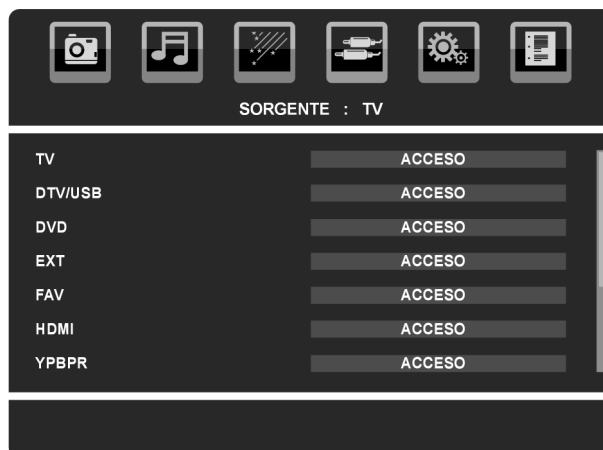 SORGENTE : TV
TV ACCESO
DTV/USB ACCESO
DVD ACCESO
EXT ACCESO
FAV ACCESO
HDMI ACCESO
YPBPR ACCESO